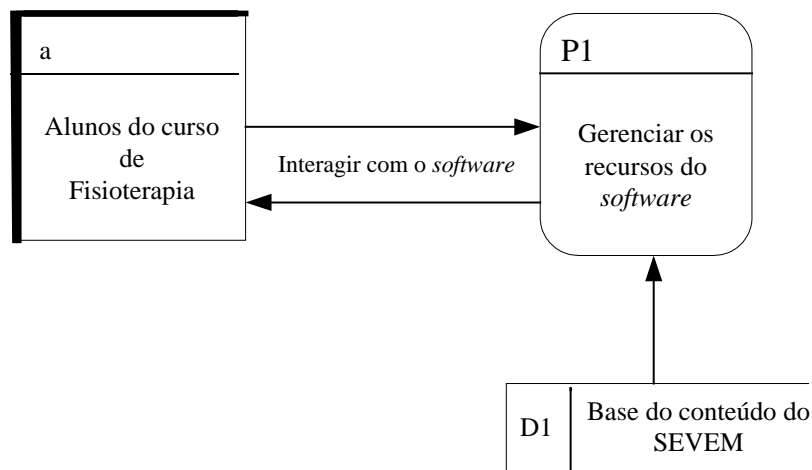 a
Alunos do curso
de
Fisioterapia
Interagir com o software
P1
Gerenciar os
recursos do
software
D1
Base do conteúdo do
SEVEM